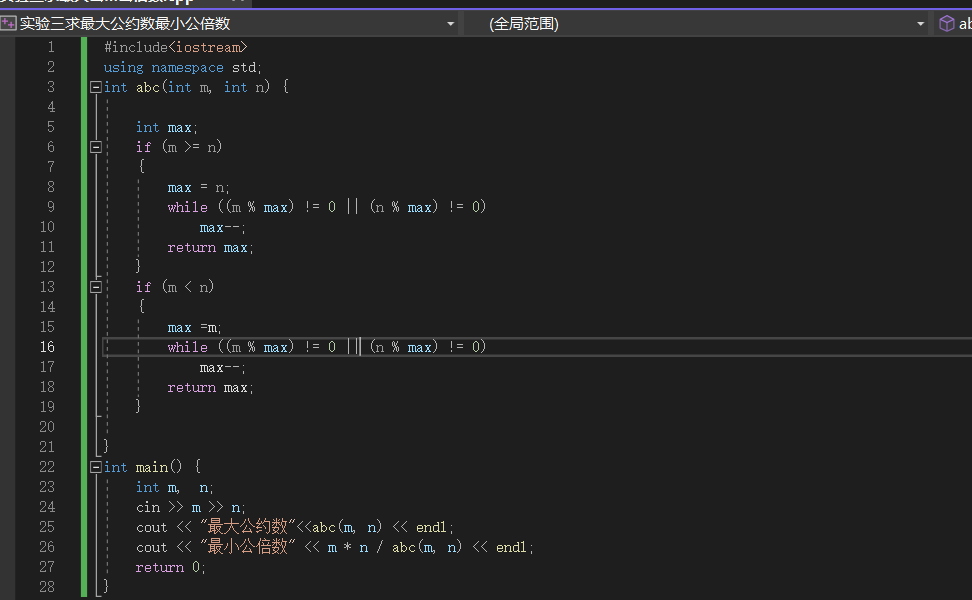 实验三求最大公约数最小公倍数 (全局范围) ab
1 #include<iostream>
2 using namespace std;
3 int abc(int m, int n) {
4
5 int max;
6 if (m >= n)
7 {
8 max = n;
9 while ((m % max) != 0 || (n % max) != 0)
10 max--;
11 return max;
12 }
13 if (m < n)
14 {
15 max =m;
16 while ((m % max) != 0 || (n % max) != 0)
17 max--;
18 return max;
19 }
20
21 }
22 int main() {
23 int m, n;
24 cin >> m >> n;
25 cout << "最大公约数"<<abc(m, n) << endl;
26 cout << "最小公倍数" << m * n / abc(m, n) << endl;
27 return 0;
28 }